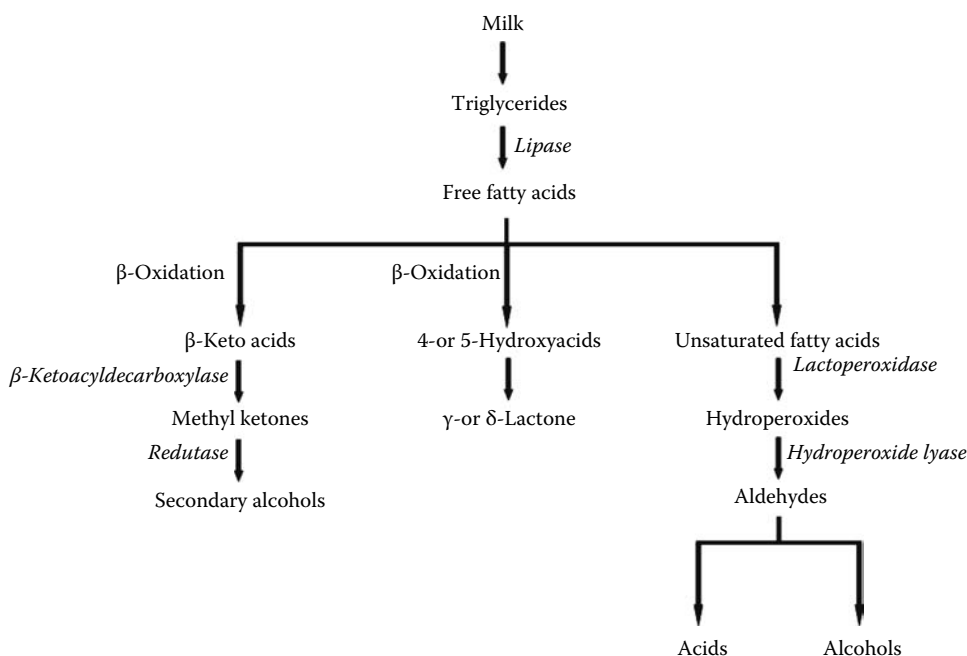 Milk
Triglycerides
Lipase
Free fatty acids
β-Oxidation
β-Oxidation
β-Keto acids
4-or 5-Hydroxyacids
Unsaturated fatty acids
β-Ketoacyldecarboxylase
Lactoperoxidase
Methyl ketones
γ-or δ-Lactone
Hydroperoxides
Redutase
Hydroperoxide lyase
Secondary alcohols
Aldehydes
Acids
Alcohols